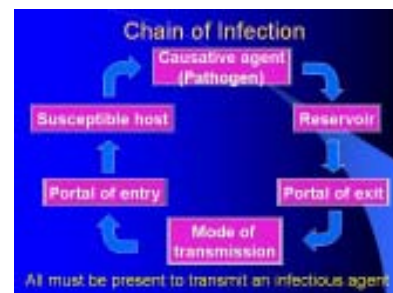 Chain of Infection
Causative agent
(Pathogen)
Susceptible host
Reservoir
Portal of entry
Portal of exit
Mode of
transmission
All must be present to transmit an infectious agent